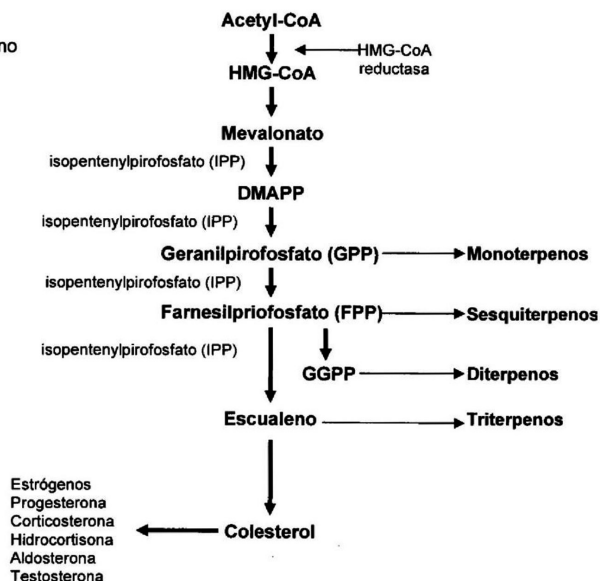 Acetyl-CoA
no
HMG-CoA
reductasa
HMG-CoA
Mevalonato
isopentenylpirofosfato (IPP)
DMAPP
isopentenylpirofosfato (IPP)
Geranilpirofosfato (GPP)
Monoterpenos
isopentenylpirofosfato (IPP)
Farnesilpriofosfato (FPP)
Sesquiterpenos
isopentenylpirofosfato (IPP)
GGPP
Diterpenos
Escualeno
Triterpenos
Estrógenos
Progesterona
Corticosterona
Hidrocortisona
Aldosterona
Testosterona
Colesterol